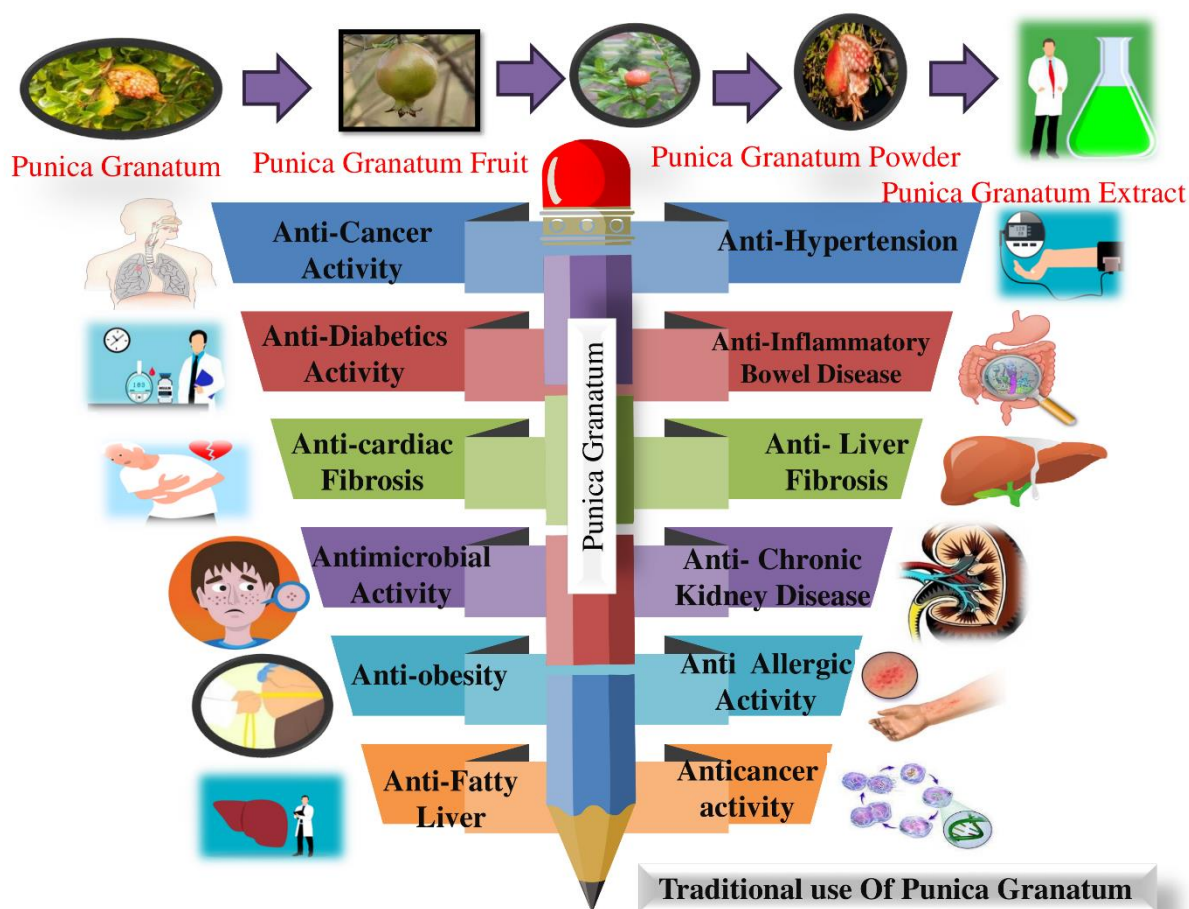 Punica Granatum
Punica Granatum Fruit
Punica Granatum Powder
Punica Granatum Extract
Anti-Cancer
Activity
Anti-Hypertension
Anti-Diabetics
Activity
Anti-Inflammatory
Bowel Disease
Anti-cardiac
Fibrosis
Anti- Liver
Fibrosis
Punica Granatum
Antimicrobial
Activity
Anti- Chronic
Kidney Disease
Anti-obesity
Anti Allergic
Activity
Anti-Fatty
Liver
Anticancer
activity
Traditional use Of Punica Granatum